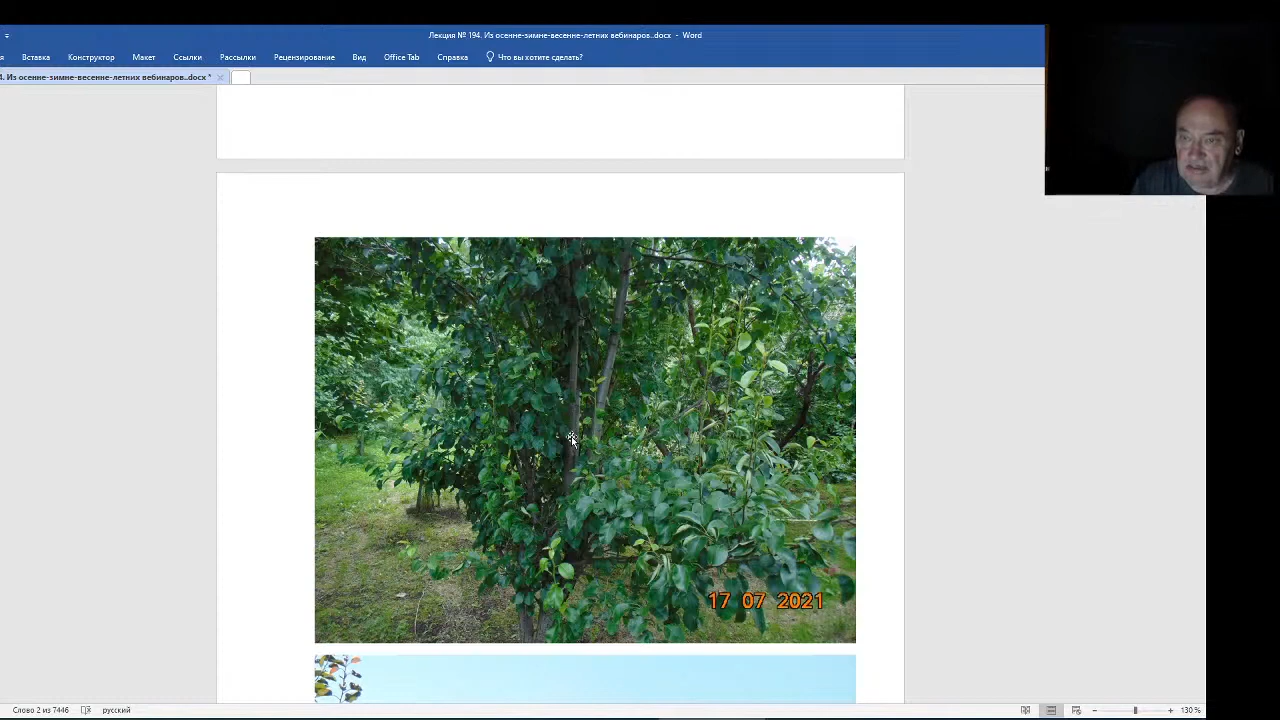 Лекция № 194. Из осенне-зимне-весенне-летних вебинаров..docx - Word
я Вставка Конструктор Макет Ссылки Рассылки Рецензирование Вид Office Tab Справка Что вы хотите сделать?
4. Из осенне-зимне-весенне-летних вебинаров..docx *
17 07 2021
Слово 2 из 7446 русский 130 %